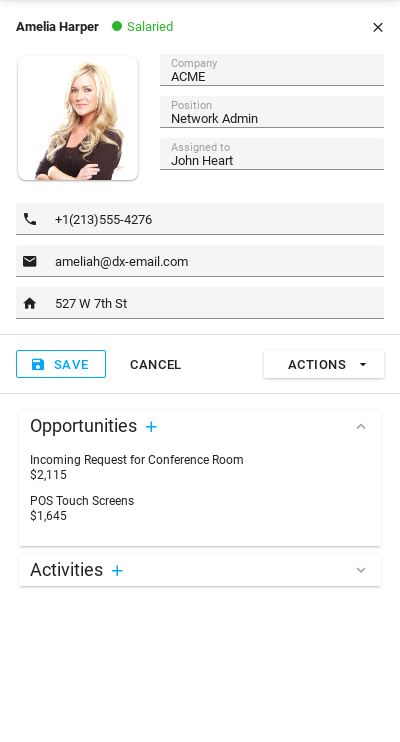 Amelia Harper
Salaried
Company
ACME
Position
Network Admin
Assigned to
John Heart
+1(213)555-4276
ameliah@dx-email.com
527 W 7th St
SAVE
CANCEL
ACTIONS
Opportunities +
Incoming Request for Conference Room
$2,115
POS Touch Screens
$1,645
Activities +